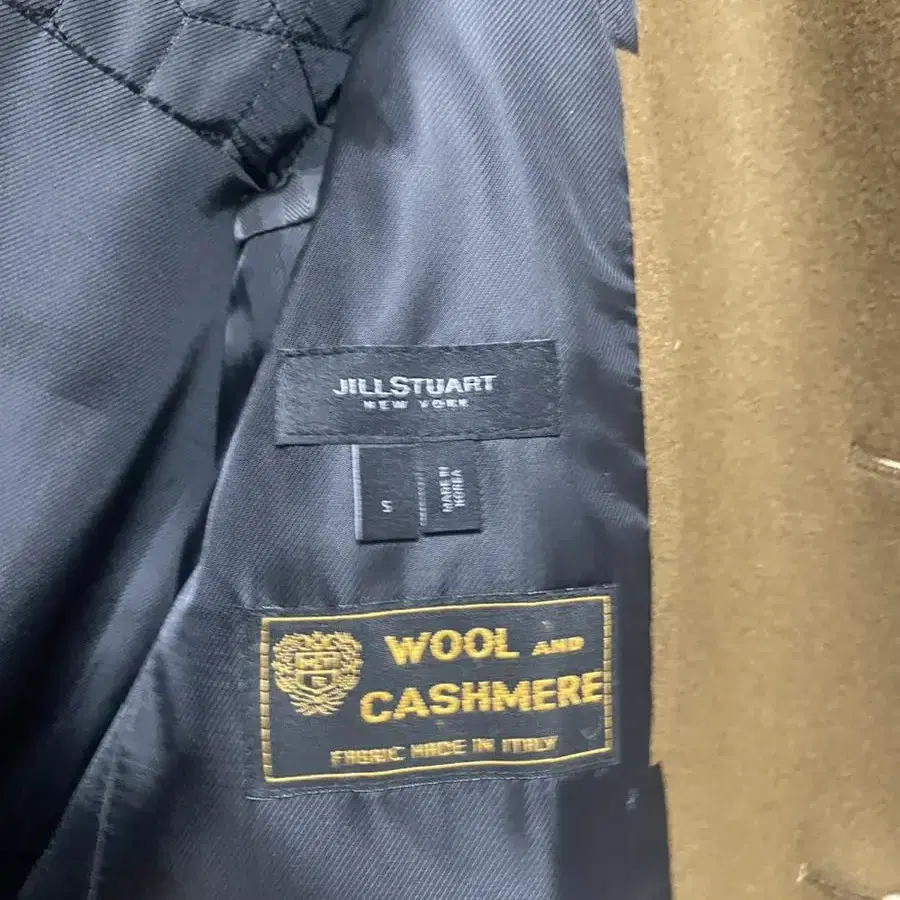 JILLSTUART
NEW YORK
S
MADE IN
KOREA
WOOL AND
CASHMERE
FABRIC MADE IN ITALY